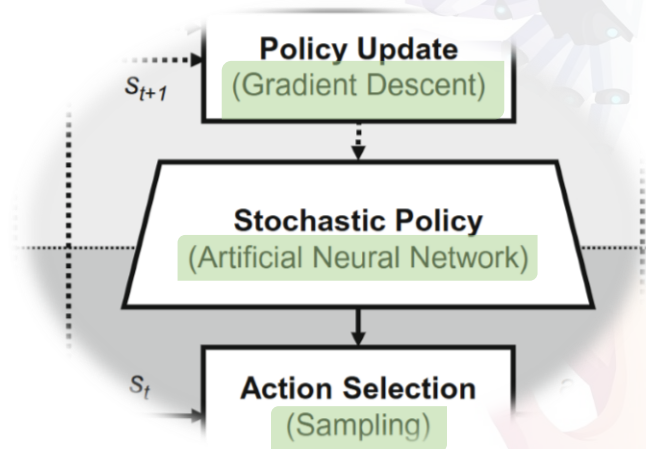 Policy Update
(Gradient Descent)
St+1
Stochastic Policy
(Artificial Neural Network)
St
Action Selection
(Sampling)